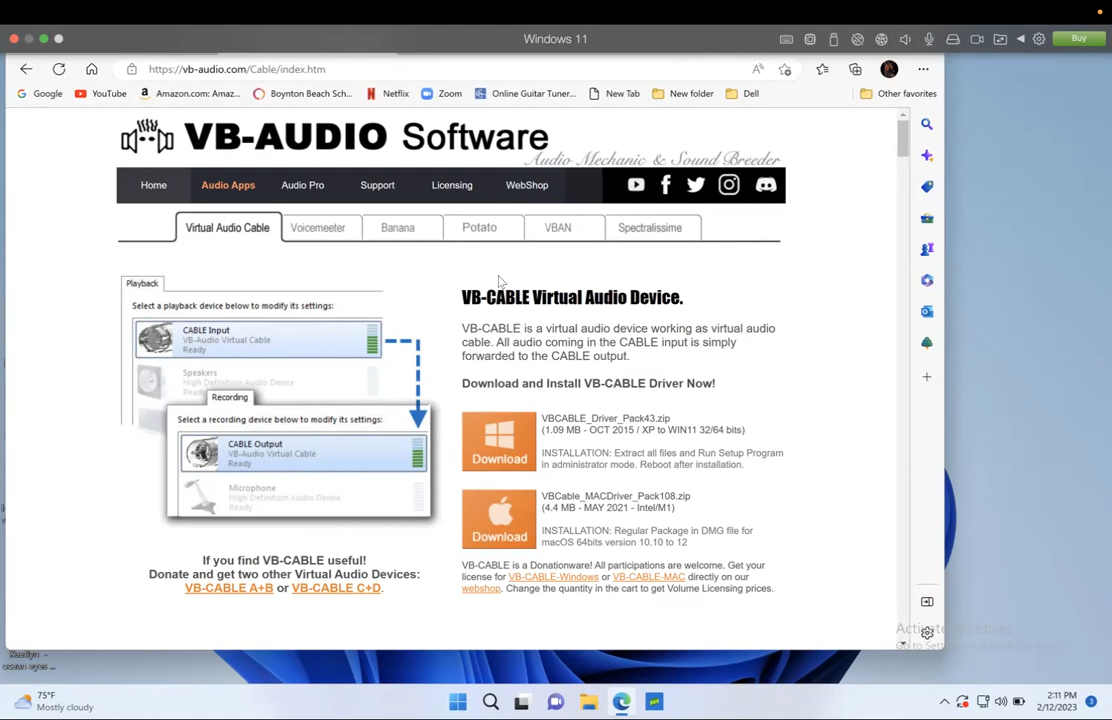 Windows 11
Buy
https://vb-audio.com/Cable/index.htm
Google
YouTube
Amazon.com: Amaz...
Boynton Beach Sch...
Netflix
Zoom
Online Guitar Tuner...
New Tab
New folder
Dell
Other favorites
VB-AUDIO Software
Audio Mechanic & Sound Breeder
Home
Audio Apps
Audio Pro
Support
Licensing
WebShop
Virtual Audio Cable
Voicemeeter
Banana
Potato
VBAN
Spectralissime
Playback
Select a playback device below to modify its settings:
CABLE Input
VB-Audio Virtual Cable
Ready
Speakers
High Definition Audio Device
Ready
Recording
Select a recording device below to modify its settings:
CABLE Output
VB-Audio Virtual Cable
Ready
Microphone
High Definition Audio Device
Ready
If you find VB-CABLE useful!
Donate and get two other Virtual Audio Devices:
VB-CABLE A+B or VB-CABLE C+D.
VB-CABLE Virtual Audio Device.
VB-CABLE is a virtual audio device working as virtual audio
cable. All audio coming in the CABLE input is simply
forwarded to the CABLE output.
Download and Install VB-CABLE Driver Now!
Download
VBCABLE_Driver_Pack43.zip
(1.09 MB - OCT 2015 / XP to WIN11 32/64 bits)
INSTALLATION: Extract all files and Run Setup Program
in administrator mode. Reboot after installation.
Download
VBCable_MACDriver_Pack108.zip
(4.4 MB - MAY 2021 - Intel/M1)
INSTALLATION: Regular Package in DMG file for
macOS 64bits version 10.10 to 12
VB-CABLE is a Donationware! All participations are welcome. Get your
license for VB-CABLE-Windows or VB-CABLE-MAC directly on our
webshop. Change the quantity in the cart to get Volume Licensing prices.
Activate Windows
ocean eyes ...
75°F
Mostly cloudy
2:11 PM
2/12/2023
3